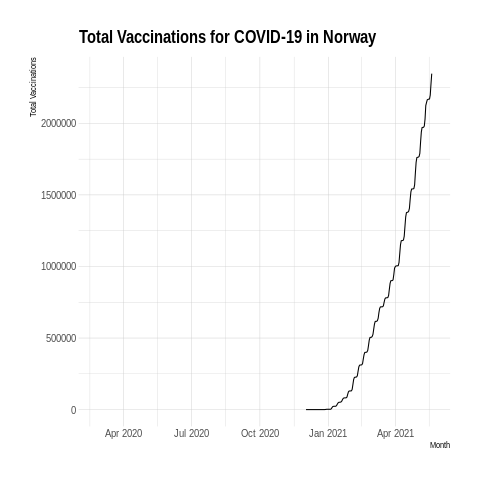 Total Vaccinations for COVID-19 in Norway
Total Vaccinations
2000000
1500000
1000000
500000
0
Apr 2020 Jul 2020 Oct 2020 Jan 2021 Apr 2021
Month